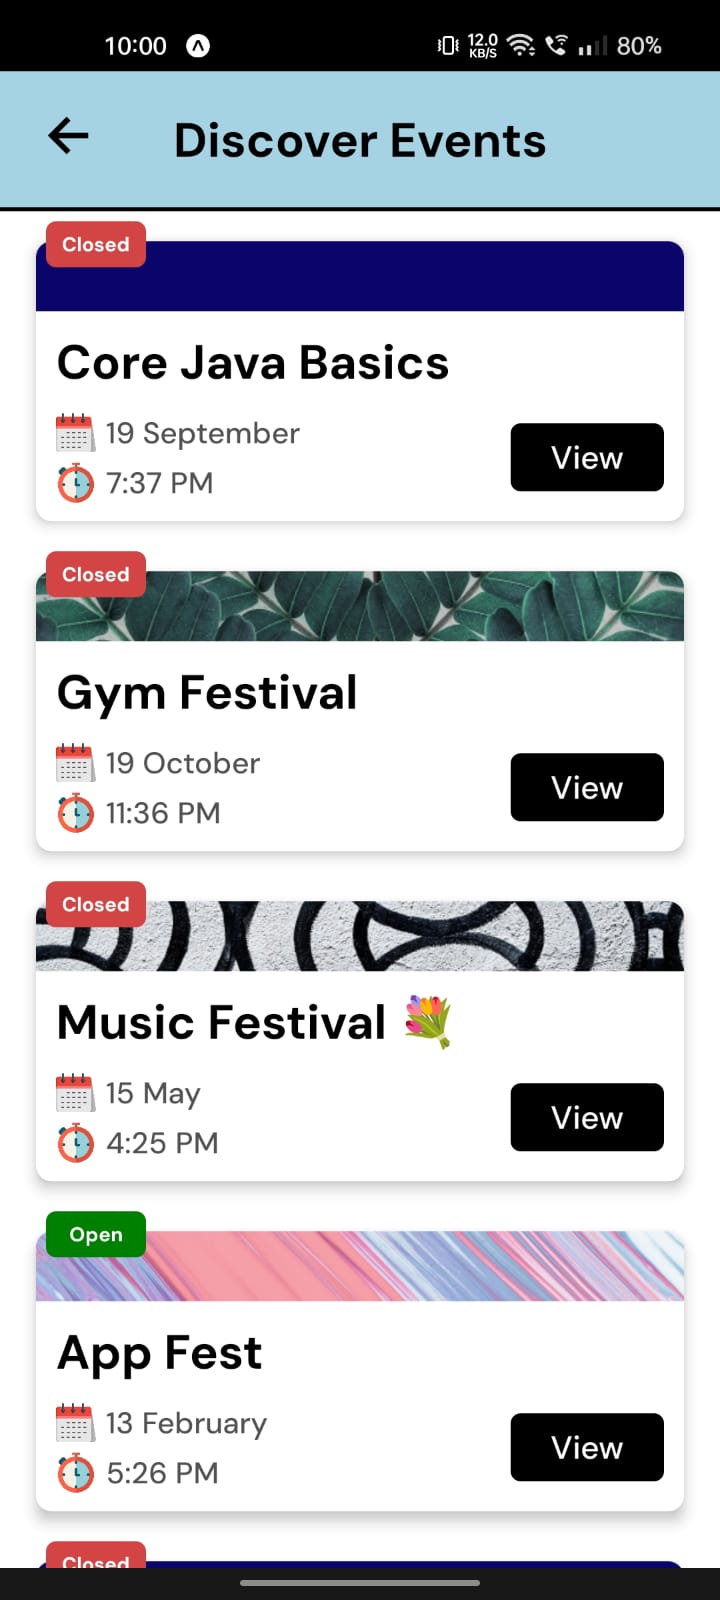 10:00 12.0 KB/S 80%
Discover Events
Closed
Core Java Basics
19 September
7:37 PM
View
Closed
Gym Festival
19 October
11:36 PM
View
Closed
Music Festival 💐
15 May
4:25 PM
View
Open
App Fest
13 February
5:26 PM
View
Closed